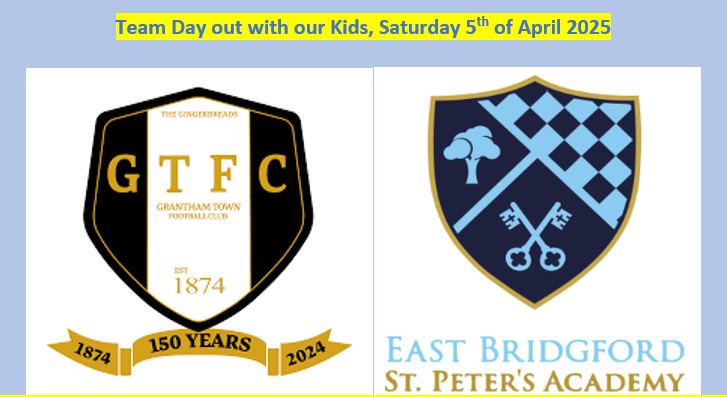 Team Day out with our Kids, Saturday 5th of April 2025
THE GINGERBREADS
G T F C
GRANTHAM TOWN
FOOTBALL CLUB
EST
1874
1874 150 YEARS 2024
EAST BRIDGFORD
ST. PETER'S ACADEMY